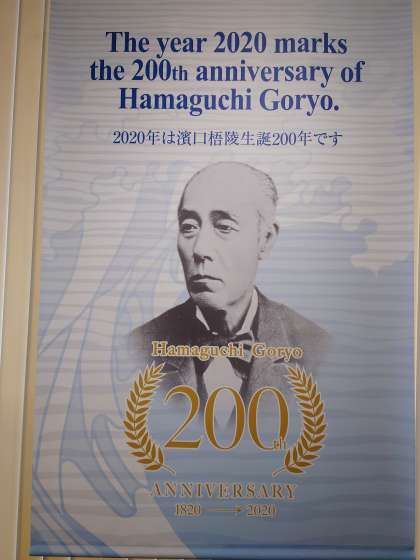 The year 2020 marks
the 200th anniversary of
Hamaguchi Goryo.
2020年は濱口梧陵生誕200年です
Hamaguchi Goryo
200th
ANNIVERSARY
1820 → 2020